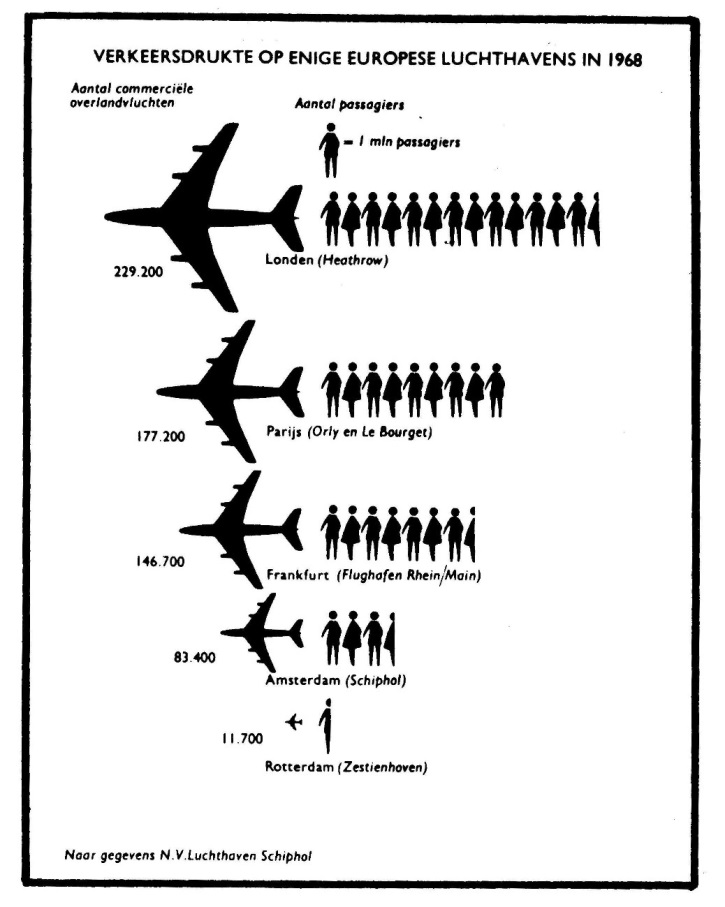 VERKEERSDRUKTE OP ENIGE EUROPESE LUCHTHAVENS IN 1968
Aantal commerciële
overlandvluchten
Aantal passagiers
= 1 mln passagiers
229.200
Londen (Heathrow)
177.200
Parijs (Orly en Le Bourget)
146.700
Frankfurt (Flughafen Rhein/Main)
83.400
Amsterdam (Schiphol)
11.700
Rotterdam (Zestienhoven)
Naar gegevens N.V. Luchthaven Schiphol